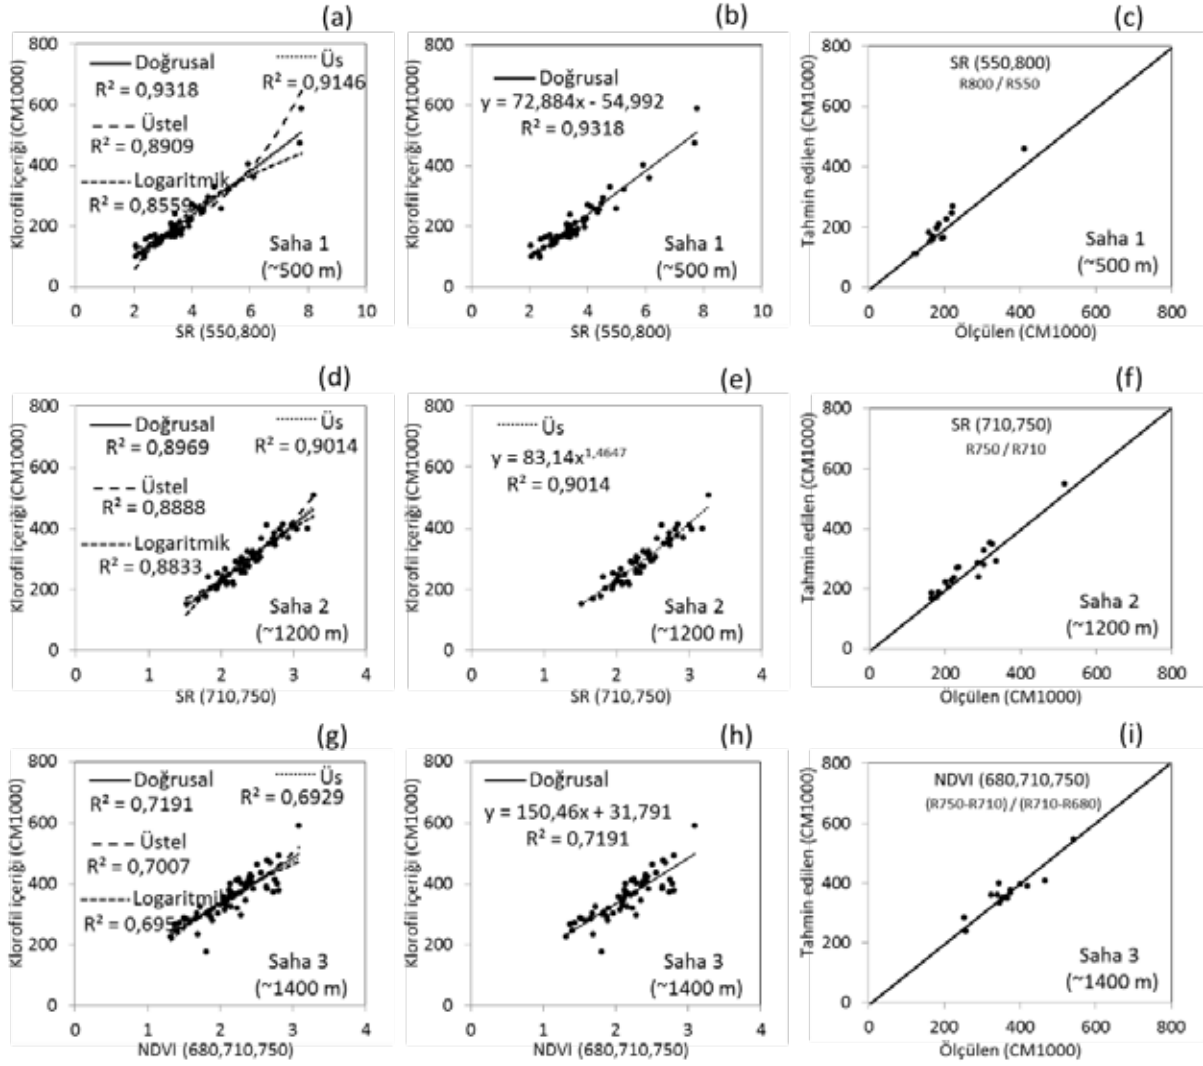 (a)
800
Doğrusal
Üs
R² = 0,9318
R² = 0,9146
600
Üstel
R² = 0,8909
400
Logaritmik
R² = 0,8559
200
Saha 1
(~500 m)
0
0 2 4 6 8 10
SR (550,800)
Klorofil içeriği (CM1000)
(b)
800
Doğrusal
y = 72,884x - 54,992
R² = 0,9318
600
400
200
Saha 1
(~500 m)
0
0 2 4 6 8 10
SR (550,800)
Klorofil içeriği (CM1000)
(c)
800
SR (550,800)
R800 / R550
600
400
200
Saha 1
(~500 m)
0
0 200 400 600 800
Ölçülen (CM1000)
Tahmin edilen (CM1000)
(d)
800
Doğrusal
Üs
R² = 0,8969
R² = 0,9014
600
Üstel
R² = 0,8888
400
Logaritmik
R² = 0,8833
200
Saha 2
(~1200 m)
0
0 1 2 3 4
SR (710,750)
Klorofil içeriği (CM1000)
(e)
800
Üs
y = 83,14x^1,4647
R² = 0,9014
600
400
200
Saha 2
(~1200 m)
0
0 1 2 3 4
SR (710,750)
Klorofil içeriği (CM1000)
(f)
800
SR (710,750)
R750 / R710
600
400
200
Saha 2
(~1200 m)
0
0 200 400 600 800
Ölçülen (CM1000)
Tahmin edilen (CM1000)
(g)
800
Doğrusal
Üs
R² = 0,7191
R² = 0,6929
600
Üstel
R² = 0,7007
400
Logaritmik
R² = 0,695
200
Saha 3
(~1400 m)
0
0 1 2 3 4
NDVI (680,710,750)
Klorofil içeriği (CM1000)
(h)
800
Doğrusal
y = 150,46x + 31,791
R² = 0,7191
600
400
200
Saha 3
(~1400 m)
0
0 1 2 3 4
NDVI (680,710,750)
Klorofil içeriği (CM1000)
(i)
800
NDVI (680,710,750)
(R750-R710) / (R710-R680)
600
400
200
Saha 3
(~1400 m)
0
0 200 400 600 800
Ölçülen (CM1000)
Tahmin edilen (CM1000)